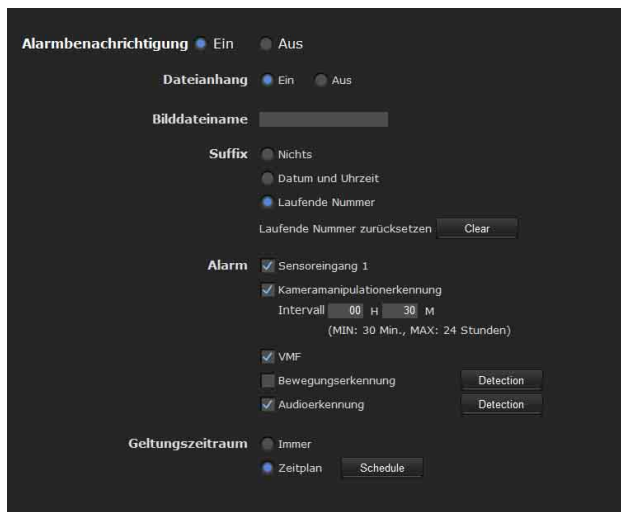 Alarmbenachrichtigung Ein Aus
Dateianhang Ein Aus
Bilddateiname
Suffix Nichts
Datum und Uhrzeit
Laufende Nummer
Laufende Nummer zurücksetzen Clear
Alarm Sensoreingang 1
Kameramanipulationerkennung
Intervall 00 H 30 M
(MIN: 30 Min., MAX: 24 Stunden)
VMF
Bewegungserkennung Detection
Audioerkennung Detection
Geltungszeitraum Immer
Zeitplan Schedule